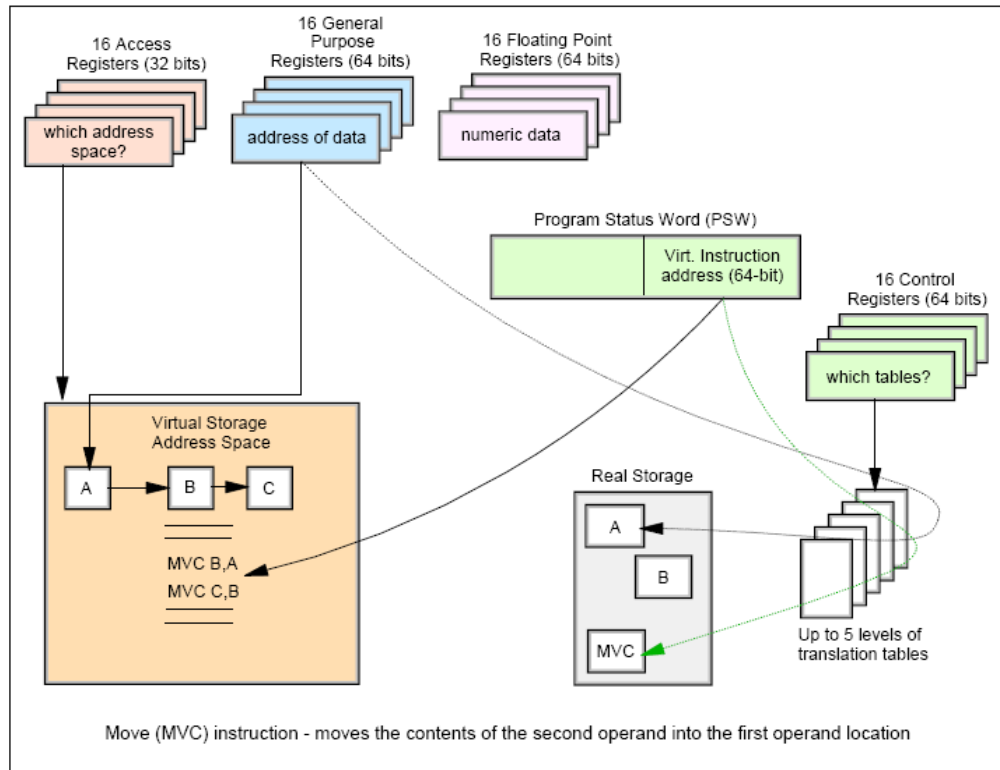 16 Access
Registers (32 bits)
which address
space?
16 General
Purpose
Registers (64 bits)
address of data
16 Floating Point
Registers (64 bits)
numeric data
Program Status Word (PSW)
Virt. Instruction
address (64-bit)
16 Control
Registers (64 bits)
which tables?
Virtual Storage
Address Space
A
B
C
MVC B,A
MVC C,B
Real Storage
A
B
MVC
Up to 5 levels of
translation tables
Move (MVC) instruction - moves the contents of the second operand into the first operand location